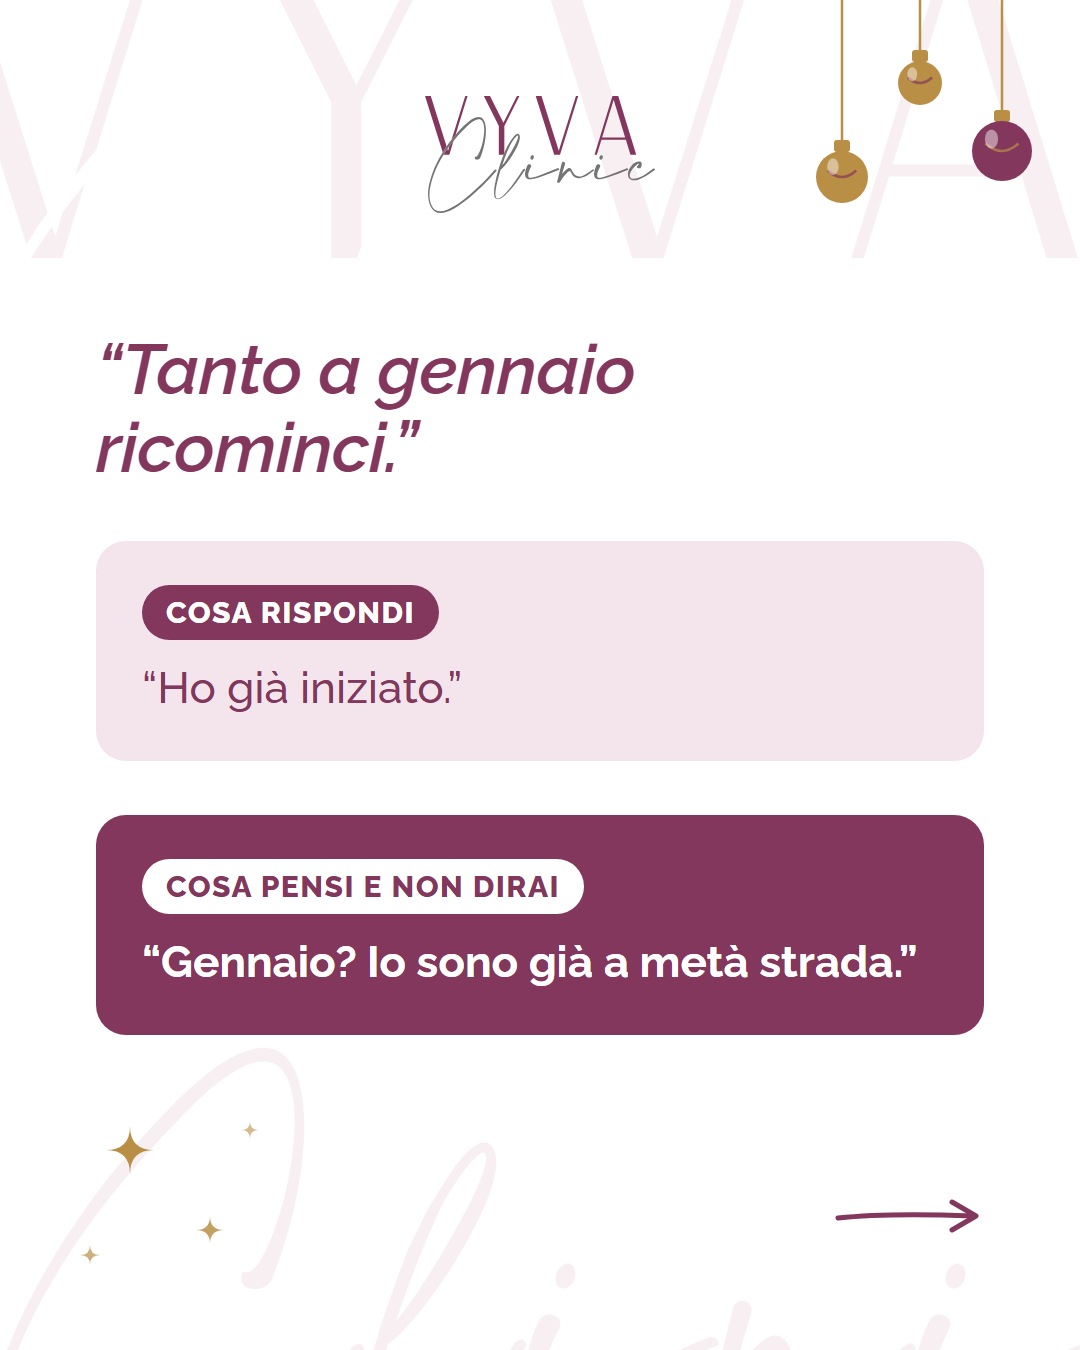 VYVA
Clinic
“Tanto a gennaio
ricominci.”
COSA RISPONDI
“Ho già iniziato.”
COSA PENSI E NON DIRAI
“Gennaio? Io sono già a metà strada.”